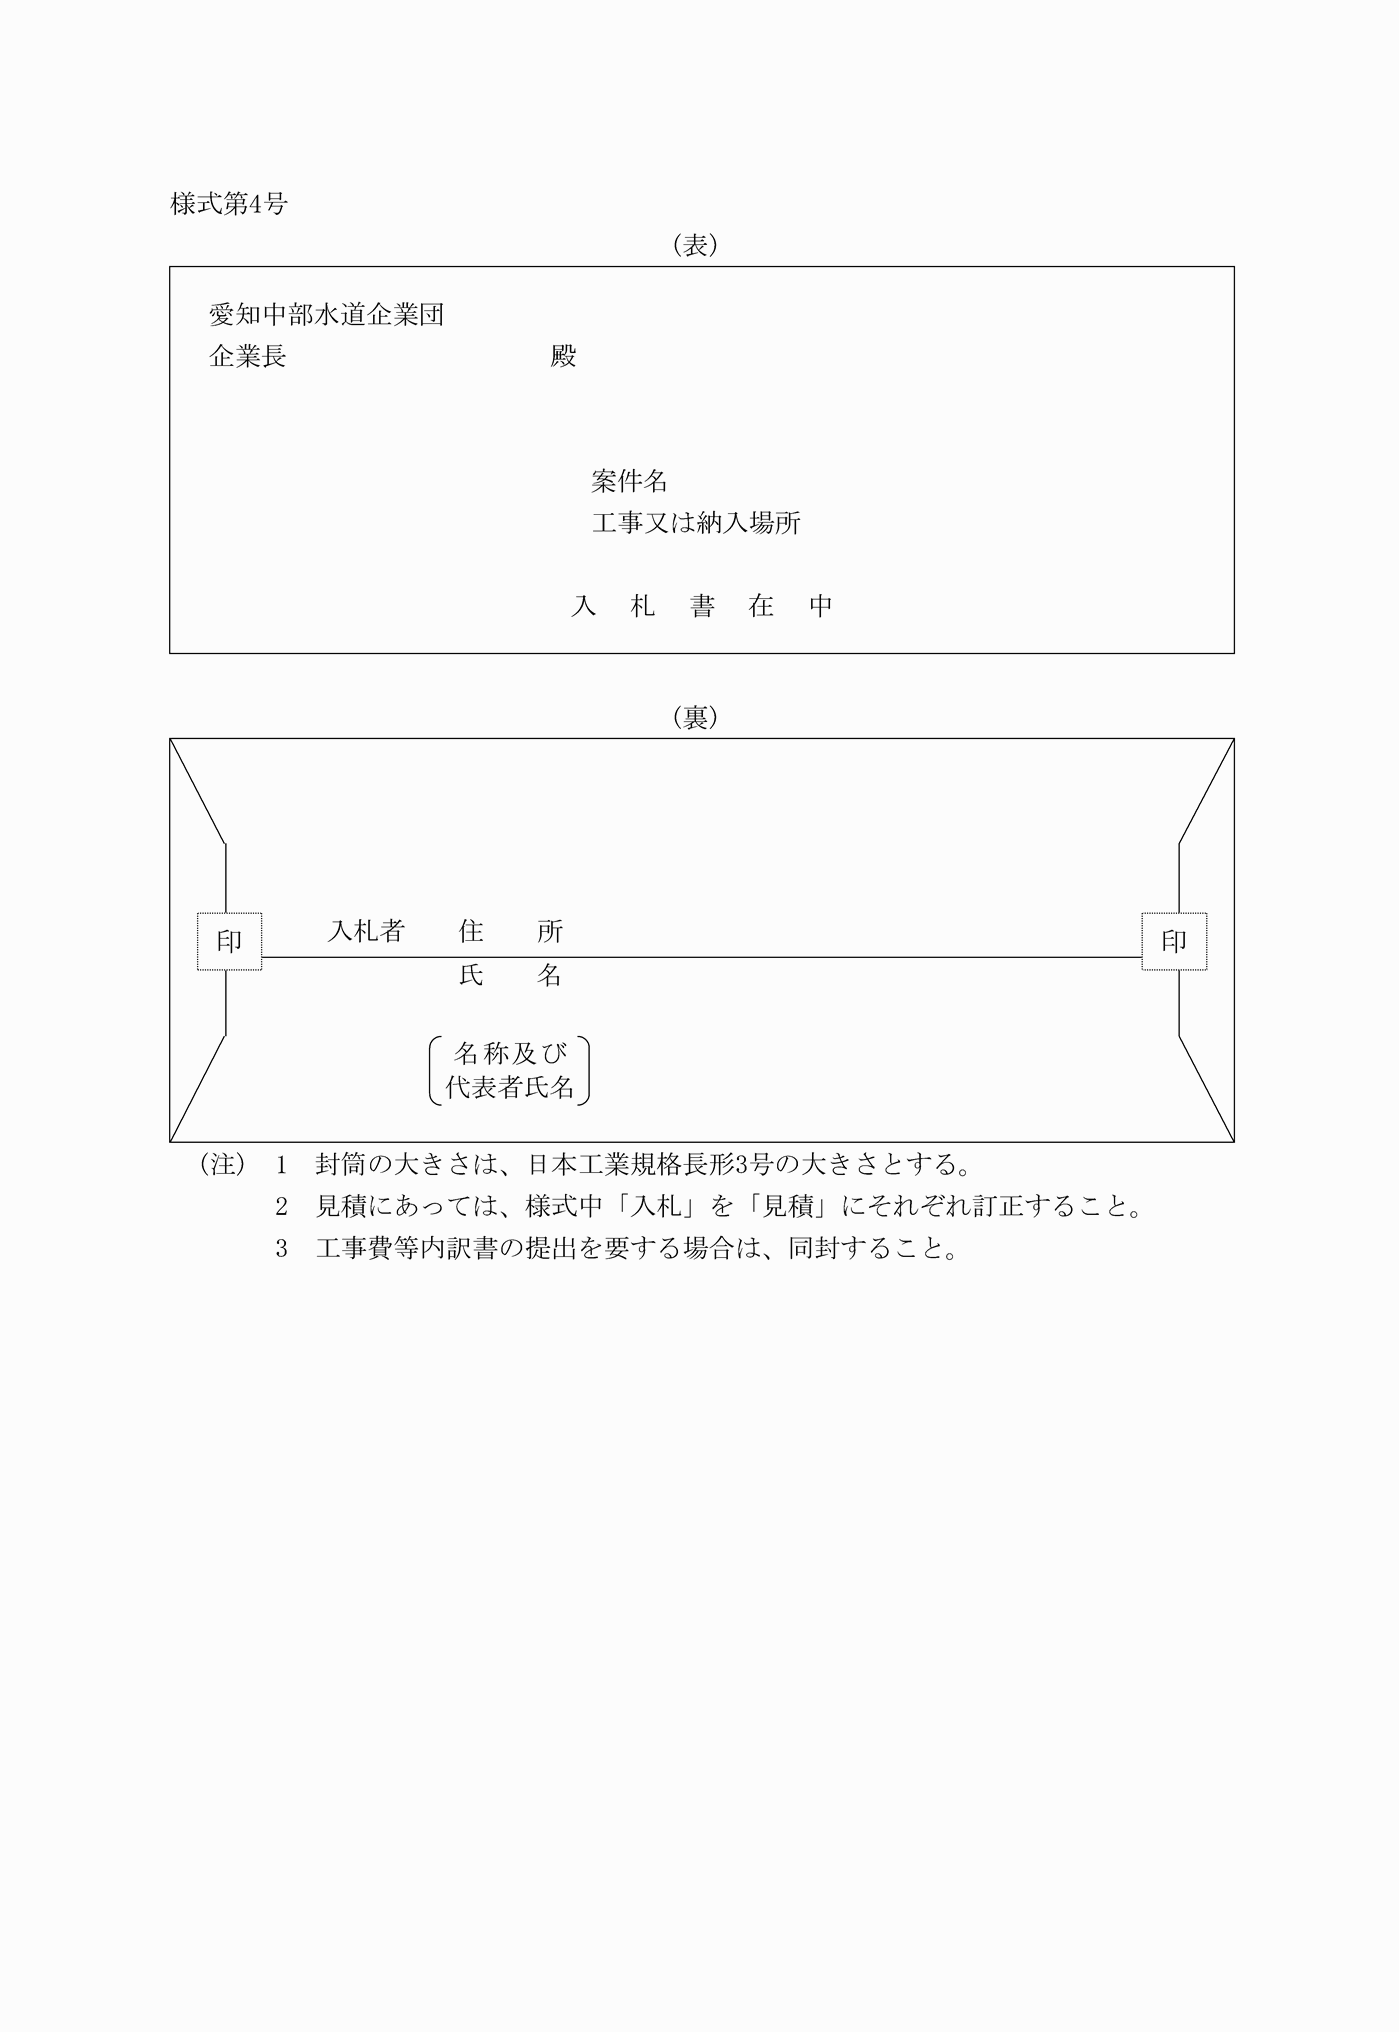 様式第4号
（表）
愛知中部水道企業団
企業長　　　　　　　　　　殿
案件名
工事又は納入場所
入　札　書　在　中
（裏）
入札者　　住　　所
印　印
氏　　名
名称及び
代表者氏名
（注）　1　封筒の大きさは、日本工業規格長形3号の大きさとする。
2　見積にあっては、様式中「入札」を「見積」にそれぞれ訂正すること。
3　工事費等内訳書の提出を要する場合は、同封すること。